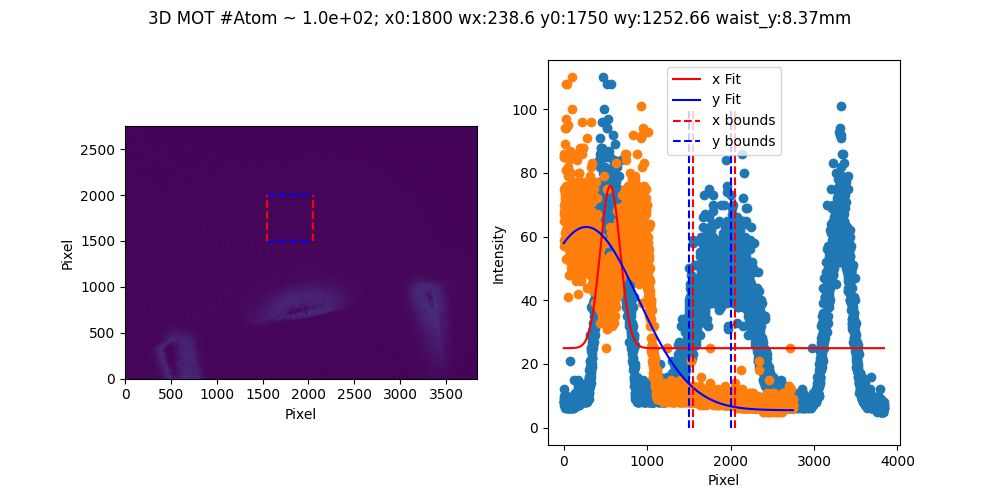 3D MOT #Atom ~ 1.0e+02; x0:1800 wx:238.6 y0:1750 wy:1252.66 waist_y:8.37mm
Pixel
2500
2000
1500
1000
500
0
0 500 1000 1500 2000 2500 3000 3500
Pixel
Intensity
100
80
60
40
20
0
0 1000 2000 3000 4000
Pixel
x Fit
y Fit
x bounds
y bounds